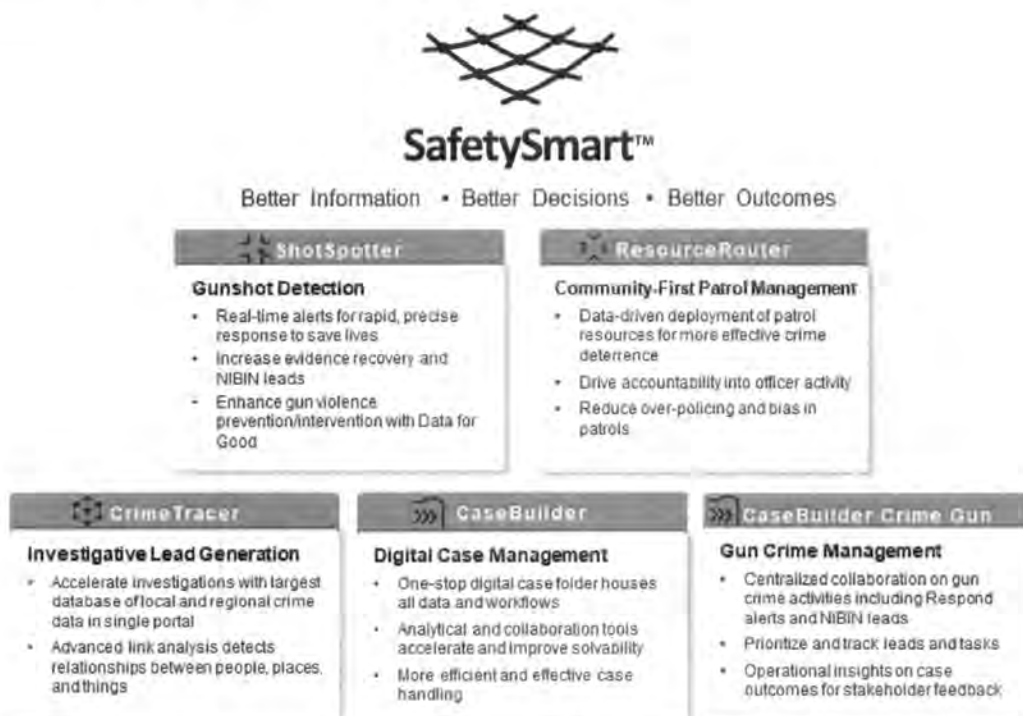 SafetySmart™
Better Information • Better Decisions • Better Outcomes
ShotSpotter
Gunshot Detection
• Real-time alerts for rapid, precise
response to save lives
• Increase evidence recovery and
NIBIN leads
• Enhance gun violence
prevention/intervention with Data for
Good
ResourceRouter
Community-First Patrol Management
• Data-driven deployment of patrol
resources for more effective crime
deterrence
• Drive accountability into officer activity
• Reduce over-policing and bias in
patrols
CrimeTracer
Investigative Lead Generation
• Accelerate investigations with largest
database of local and regional crime
data in single portal
• Advanced link analysis detects
relationships between people, places,
and things
CaseBuilder
Digital Case Management
• One-stop digital case folder houses
all data and workflows
• Analytical and collaboration tools
accelerate and improve solvability
• More efficient and effective case
handling
CaseBuilder Crime Gun
Gun Crime Management
• Centralized collaboration on gun
crime activities including Respond
alerts and NIBIN leads
• Prioritize and track leads and tasks
• Operational insights on case
outcomes for stakeholder feedback